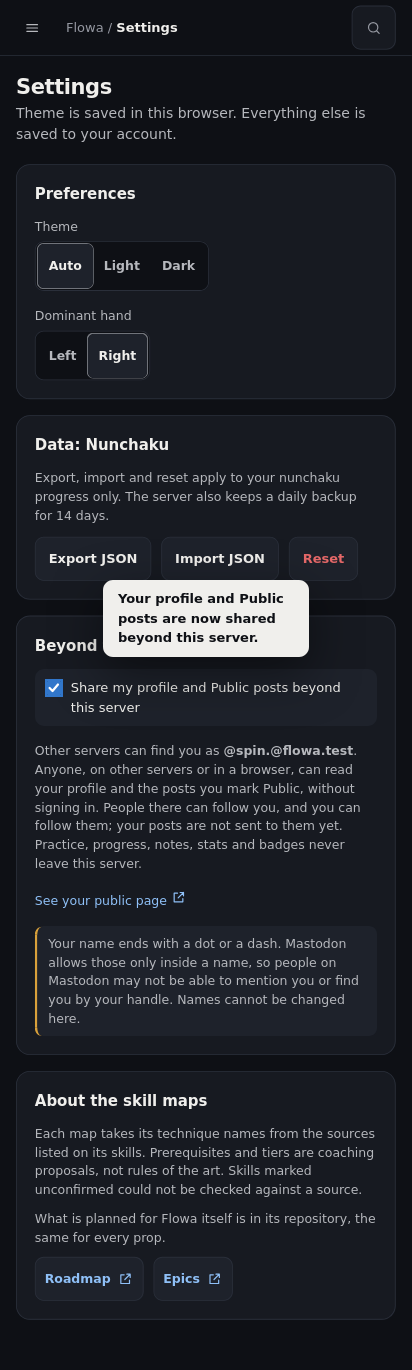 Flowa / Settings
Settings
Theme is saved in this browser. Everything else is
saved to your account.
Preferences
Theme
Auto Light Dark
Dominant hand
Left Right
Data: Nunchaku
Export, import and reset apply to your nunchaku
progress only. The server also keeps a daily backup
for 14 days.
Export JSON Import JSON Reset
Your profile and Public
posts are now shared
beyond this server.
Beyond
Share my profile and Public posts beyond
this server
Other servers can find you as @spin.@flowa.test.
Anyone, on other servers or in a browser, can read
your profile and the posts you mark Public, without
signing in. People there can follow you, and you can
follow them; your posts are not sent to them yet.
Practice, progress, notes, stats and badges never
leave this server.
See your public page
Your name ends with a dot or a dash. Mastodon
allows those only inside a name, so people on
Mastodon may not be able to mention you or find
you by your handle. Names cannot be changed
here.
About the skill maps
Each map takes its technique names from the sources
listed on its skills. Prerequisites and tiers are coaching
proposals, not rules of the art. Skills marked
unconfirmed could not be checked against a source.
What is planned for Flowa itself is in its repository, the
same for every prop.
Roadmap Epics